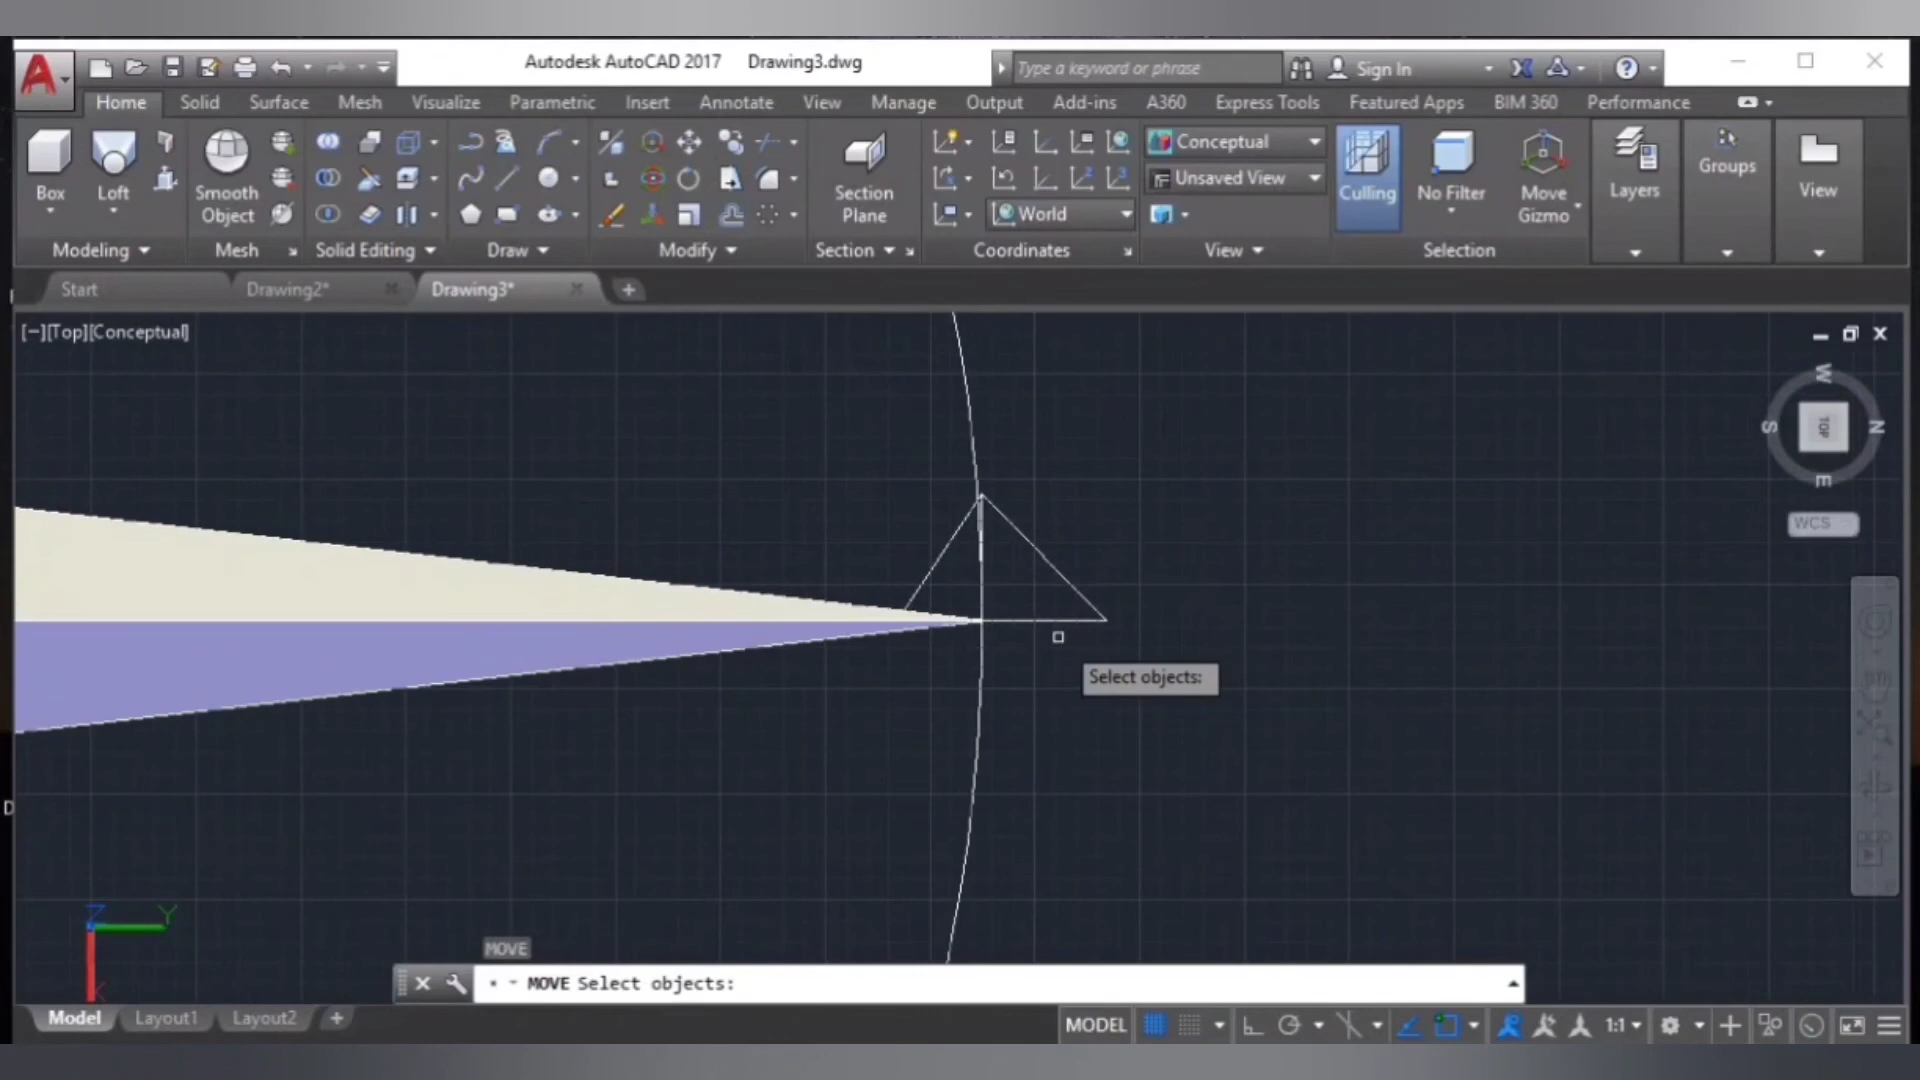 Autodesk AutoCAD 2017 Drawing3.dwg
Type a keyword or phrase
Sign In
Home Solid Surface Mesh Visualize Parametric Insert Annotate View Manage Output Add-ins A360 Express Tools Featured Apps BIM 360 Performance
Box
Loft
Smooth
Object
Section
Plane
World
Conceptual
Unsaved View
Culling
No Filter
Move
Gizmo
Layers
Groups
View
Modeling
Mesh
Solid Editing
Draw
Modify
Section
Coordinates
View
Selection
Start
Drawing2*
Drawing3*
[−][Top][Conceptual]
W
S
TOP
N
E
WCS
Select objects:
Z
Y
X
D
MOVE
MOVE Select objects:
Model
Layout1
Layout2
MODEL
1:1